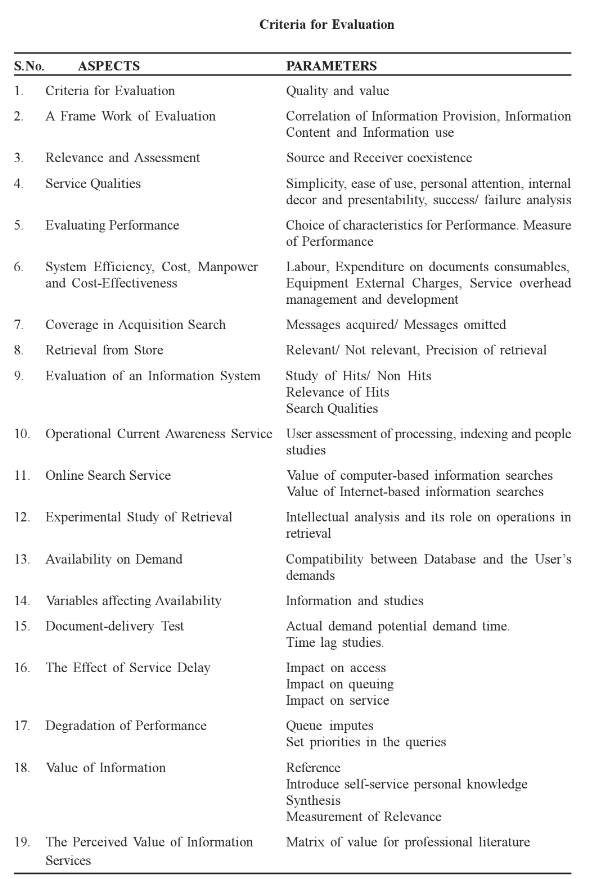 Criteria for Evaluation
S.No. ASPECTS PARAMETERS
1. Criteria for Evaluation Quality and value
2. A Frame Work of Evaluation Correlation of Information Provision, Information
Content and Information use
3. Relevance and Assessment Source and Receiver coexistence
4. Service Qualities Simplicity, ease of use, personal attention, internal
decor and presentability, success/ failure analysis
5. Evaluating Performance Choice of characteristics for Performance. Measure
of Performance
6. System Efficiency, Cost, Manpower Labour, Expenditure on documents consumables,
and Cost-Effectiveness Equipment External Charges, Service overhead
management and development
7. Coverage in Acquisition Search Messages acquired/ Messages omitted
8. Retrieval from Store Relevant/ Not relevant, Precision of retrieval
9. Evaluation of an Information System Study of Hits/ Non Hits
Relevance of Hits
Search Qualities
10. Operational Current Awareness Service User assessment of processing, indexing and people
studies
11. Online Search Service Value of computer-based information searches
Value of Internet-based information searches
12. Experimental Study of Retrieval Intellectual analysis and its role on operations in
retrieval
13. Availability on Demand Compatibility between Database and the User's
demands
14. Variables affecting Availability Information and studies
15. Document-delivery Test Actual demand potential demand time.
Time lag studies.
16. The Effect of Service Delay Impact on access
Impact on queuing
Impact on service
17. Degradation of Performance Queue imputes
Set priorities in the queries
18. Value of Information Reference
Introduce self-service personal knowledge
Synthesis
Measurement of Relevance
19. The Perceived Value of Information Matrix of value for professional literature
Services